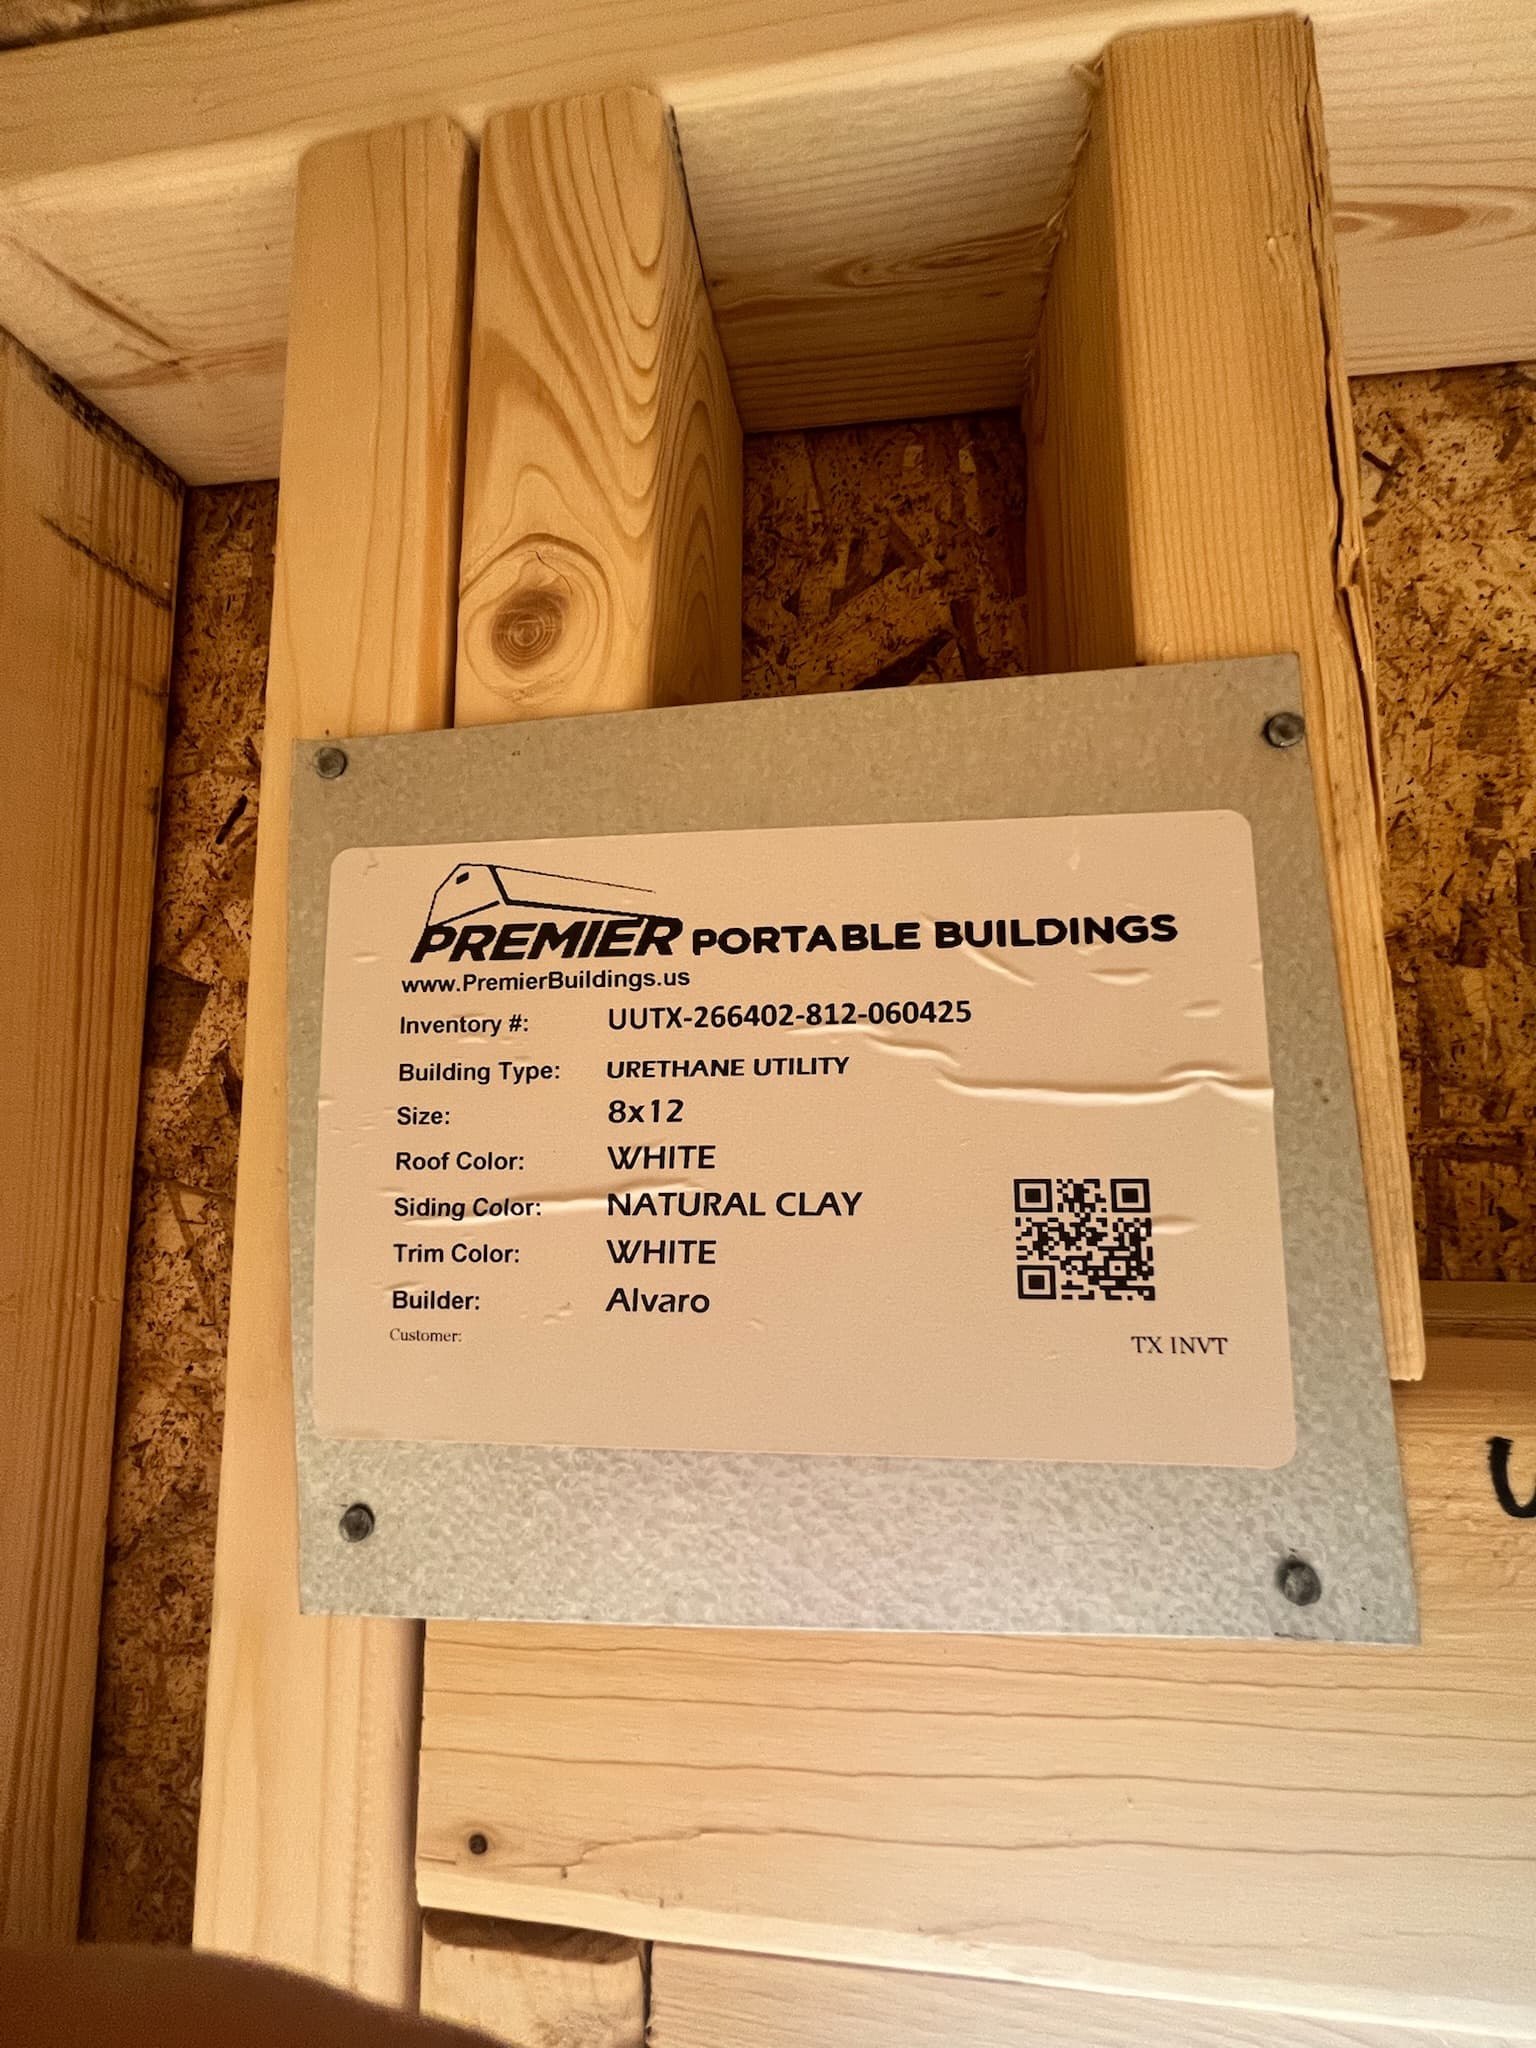 PREMIER PORTABLE BUILDINGS
www.PremierBuildings.us
Inventory #: UUTX-266402-812-060425
Building Type: URETHANE UTILITY
Size: 8x12
Roof Color: WHITE
Siding Color: NATURAL CLAY
Trim Color: WHITE
Builder: Alvaro
Customer:
TX INVT